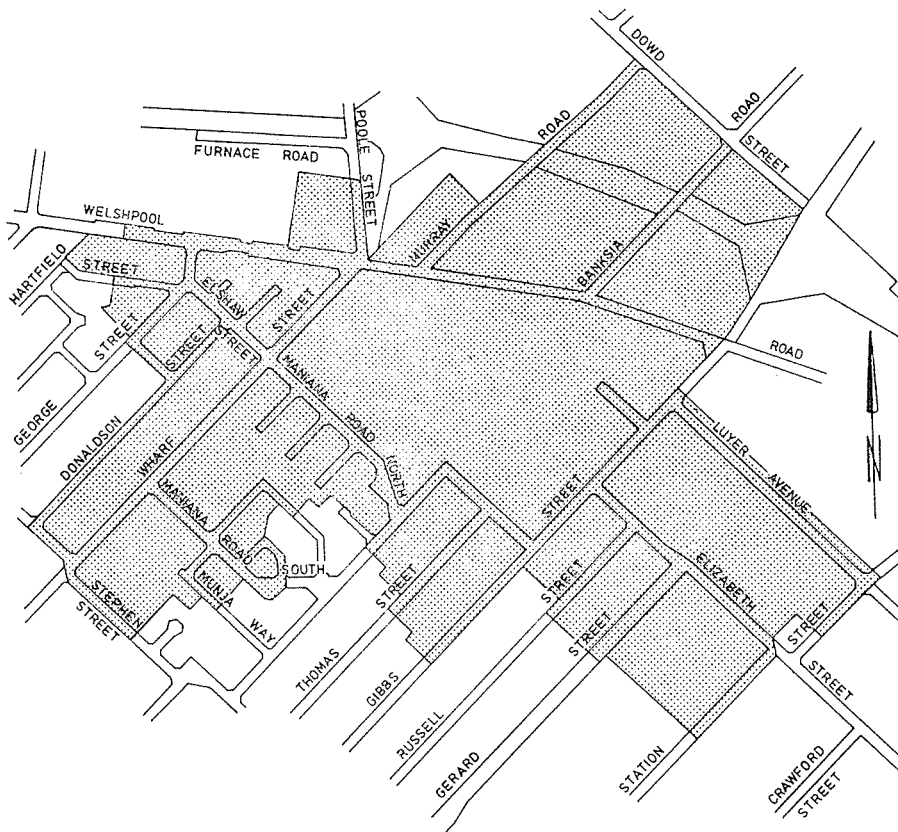 DOWD
ROAD
STREET
ROAD
POOLE
STREET
FURNACE ROAD
MURRAY
WELSHPOOL
BANKSIA
HARTFIELD
STREET
ELSHAW
STREET
STREET
STREET
STREET
ROAD
MANIANA
ROAD
NORTH
GEORGE
DONALDSON
WHARF
LUYER AVENUE
N
STREET
MANIANA
ROAD
SOUTH
MUNJA
WAY
STEPHEN
STREET
STREET
STREET
STREET
ELIZABETH
STREET
STREET
THOMAS
GIBBS
RUSSELL
GERARD
STATION
CRAWFORD
STREET